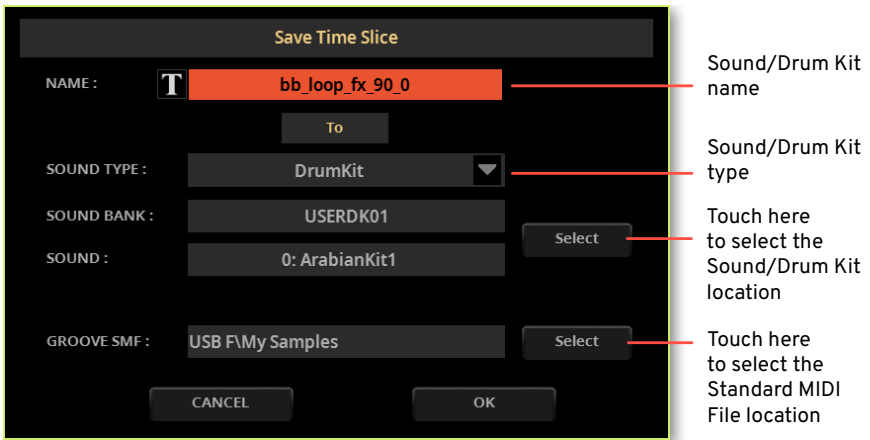 Save Time Slice
NAME :
T
bb_loop_fx_90_0
To
SOUND TYPE :
DrumKit
SOUND BANK :
USERDK01
Select
SOUND :
0: ArabianKit1
GROOVE SMF :
USB F\My Samples
Select
CANCEL
OK
Sound/Drum Kit
name
Sound/Drum Kit
type
Touch here
to select the
Sound/Drum Kit
location
Touch here
to select the
Standard MIDI
File location